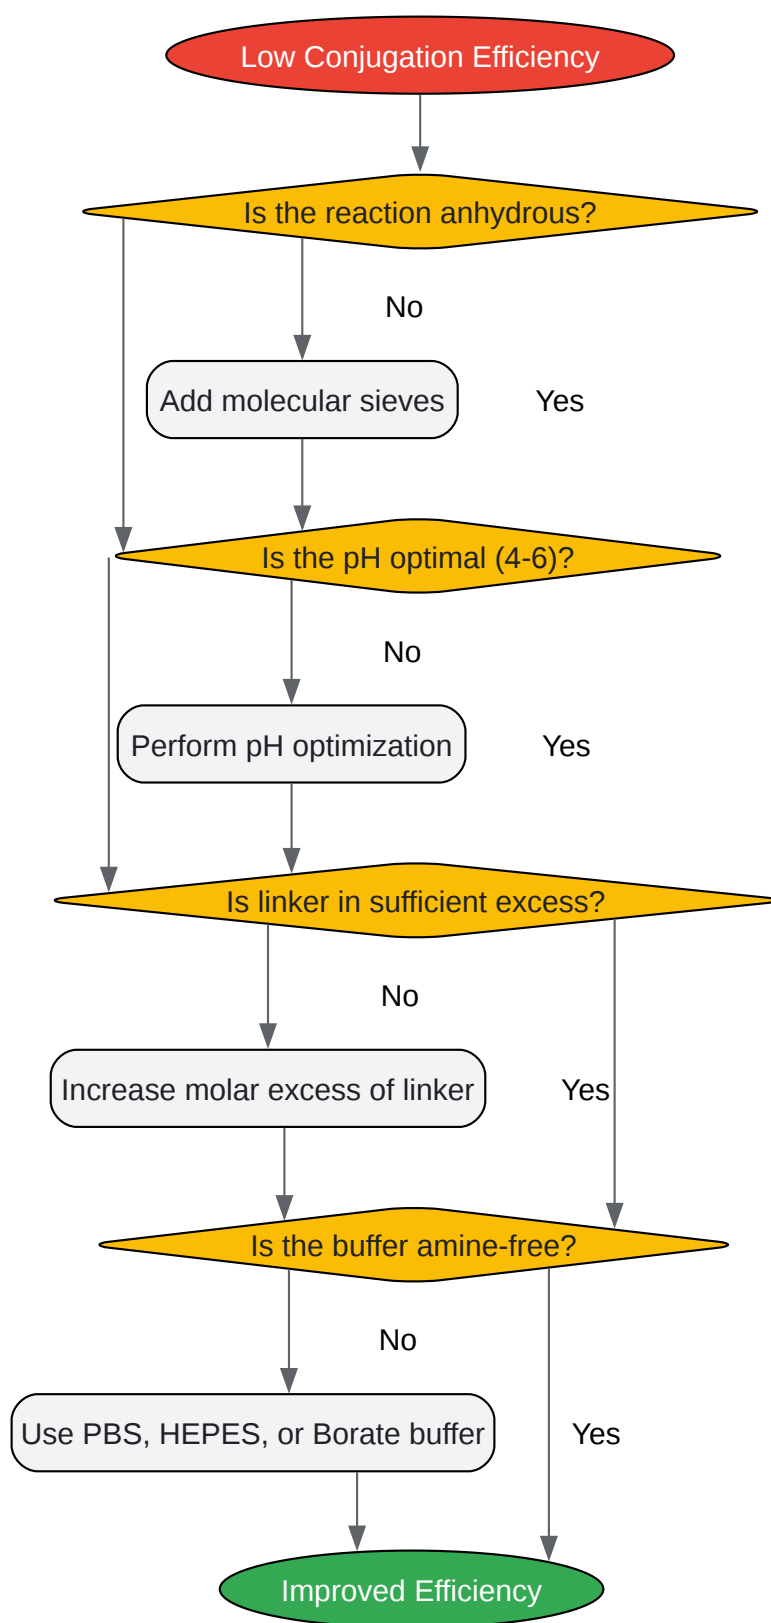 Low Conjugation Efficiency
Is the reaction anhydrous?
No
Add molecular sieves
Yes
Is the pH optimal (4-6)?
No
Perform pH optimization
Yes
Is linker in sufficient excess?
No
Increase molar excess of linker
Yes
Is the buffer amine-free?
No
Use PBS, HEPES, or Borate buffer
Yes
Improved Efficiency